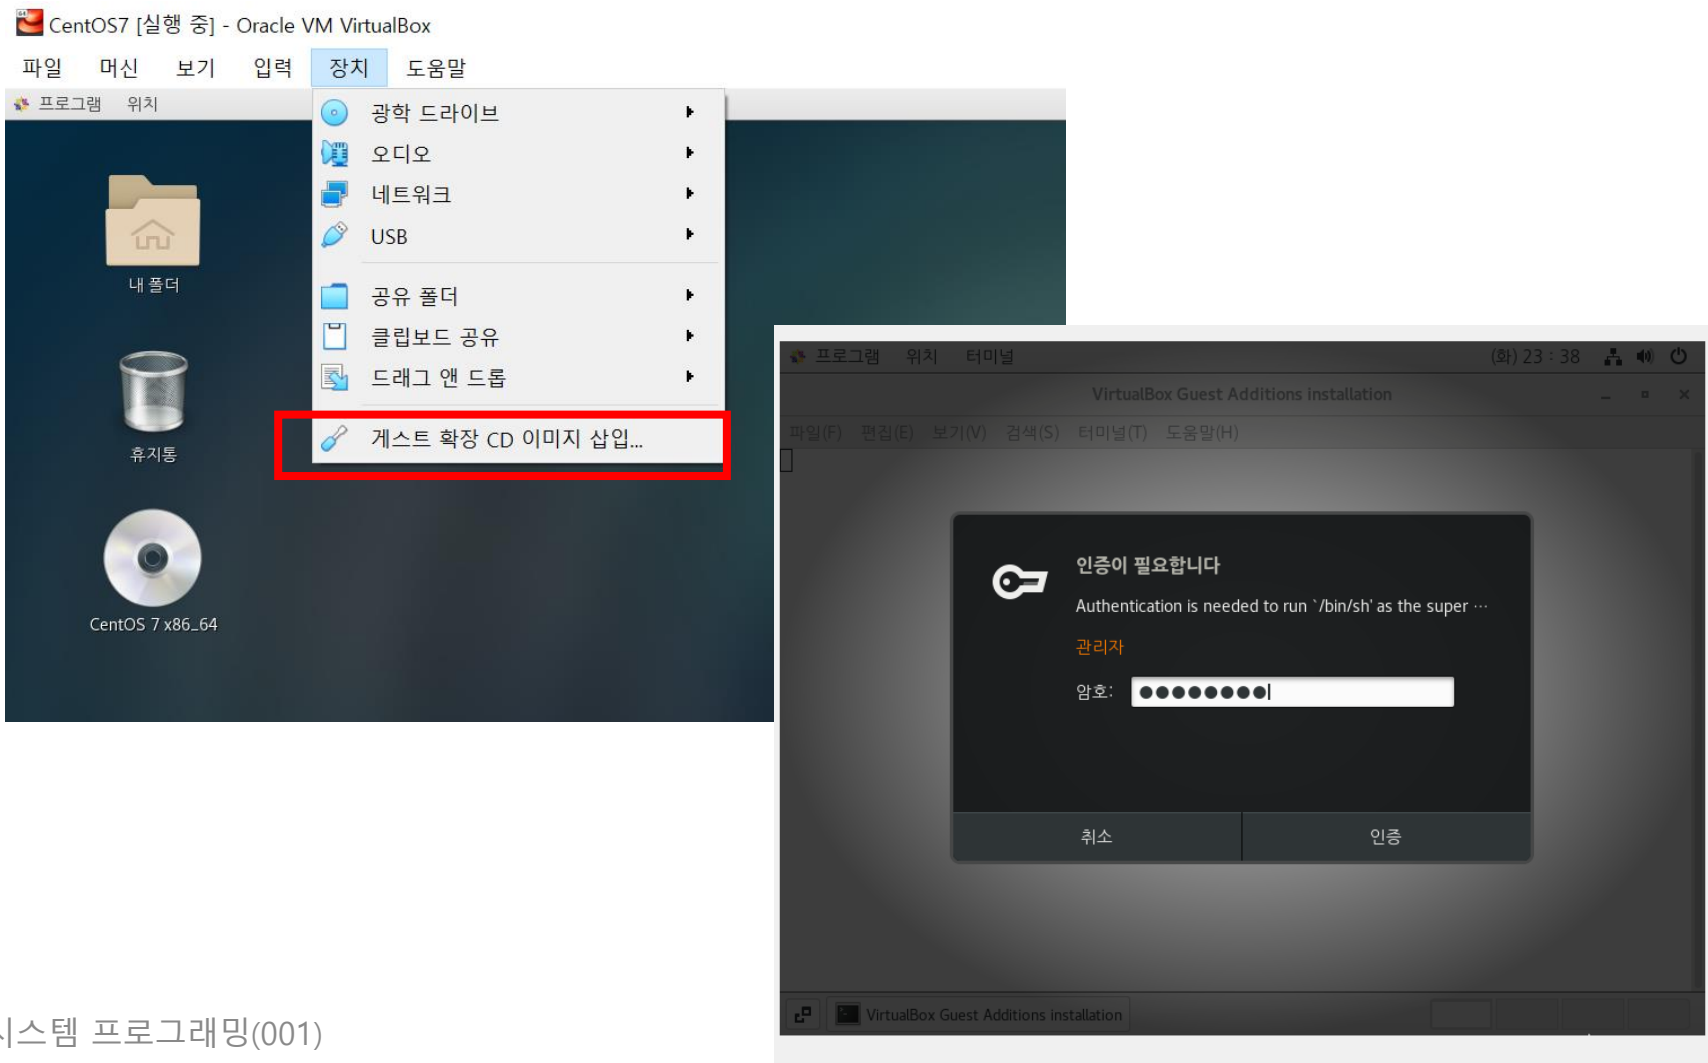 CentOS7 [실행 중] - Oracle VM VirtualBox
파일 머신 보기 입력 장치 도움말
프로그램 위치
광학 드라이브
오디오
네트워크
USB
공유 폴더
클립보드 공유
드래그 앤 드롭
게스트 확장 CD 이미지 삽입...
내 폴더
휴지통
CentOS 7 x86_64
프로그램 위치 터미널 (화) 23 : 38
VirtualBox Guest Additions installation
파일(F) 편집(E) 보기(V) 검색(S) 터미널(T) 도움말(H)
인증이 필요합니다
Authentication is needed to run `/bin/sh' as the super ...
관리자
암호: ●●●●●●●●
취소 인증
VirtualBox Guest Additions installation
시스템 프로그래밍(001)